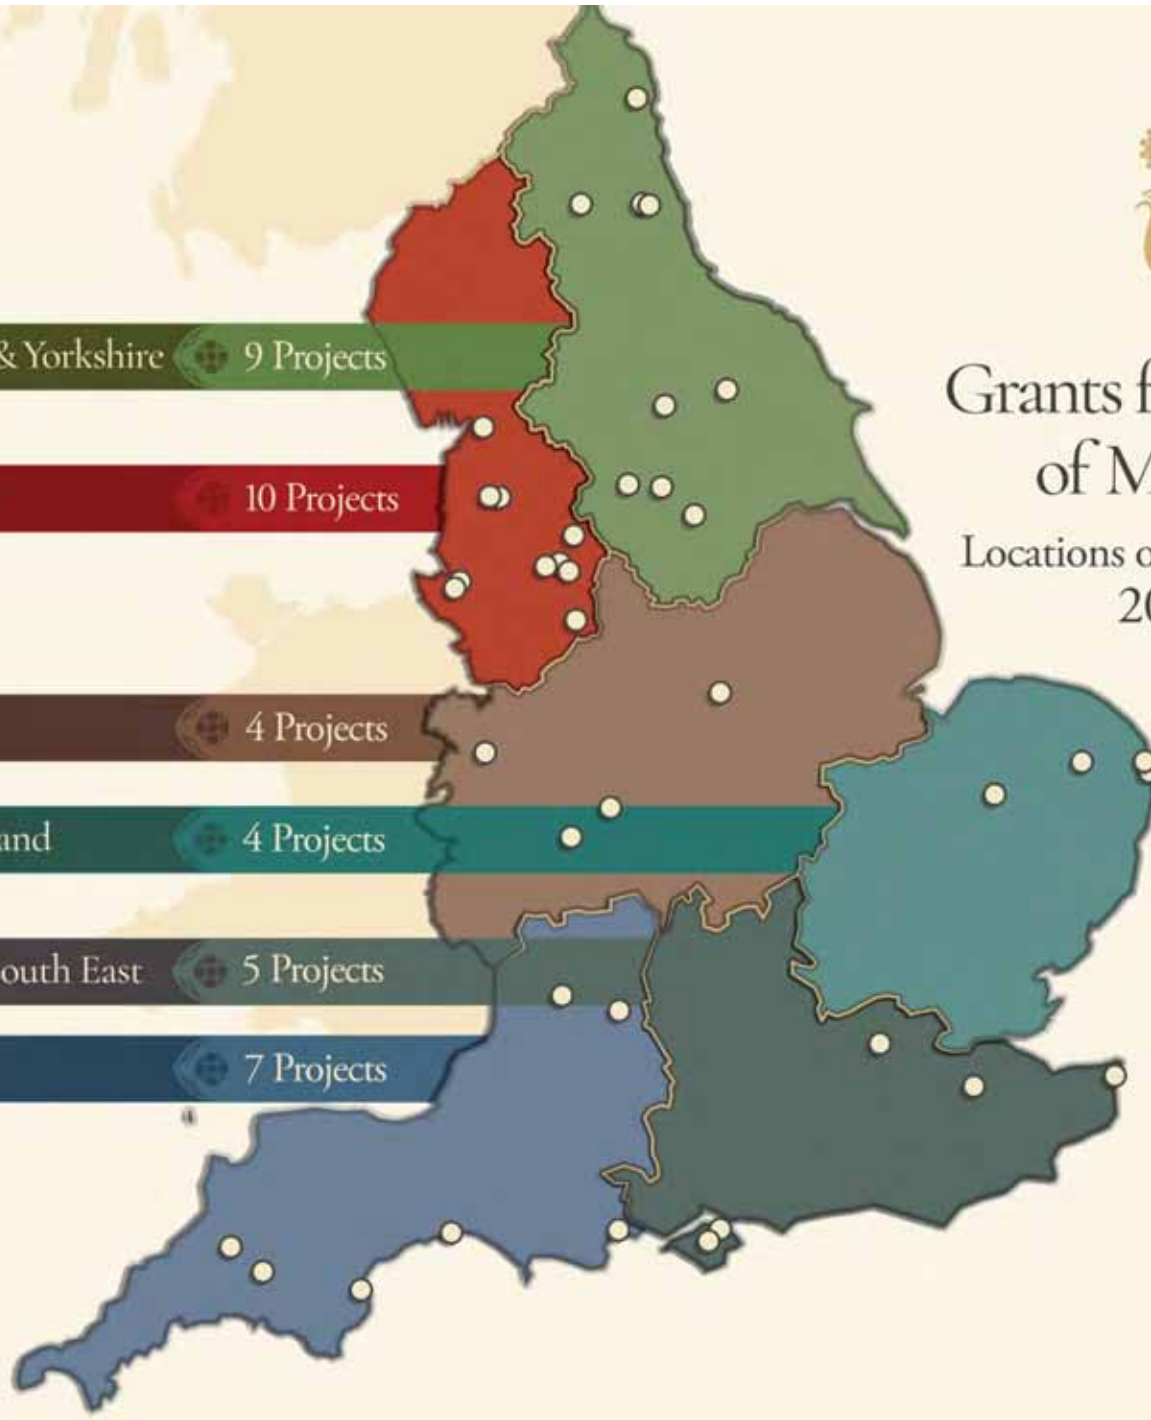 & Yorkshire 9 Projects
Grants f
of M
10 Projects
Locations o
20
4 Projects
and 4 Projects
outh East 5 Projects
7 Projects